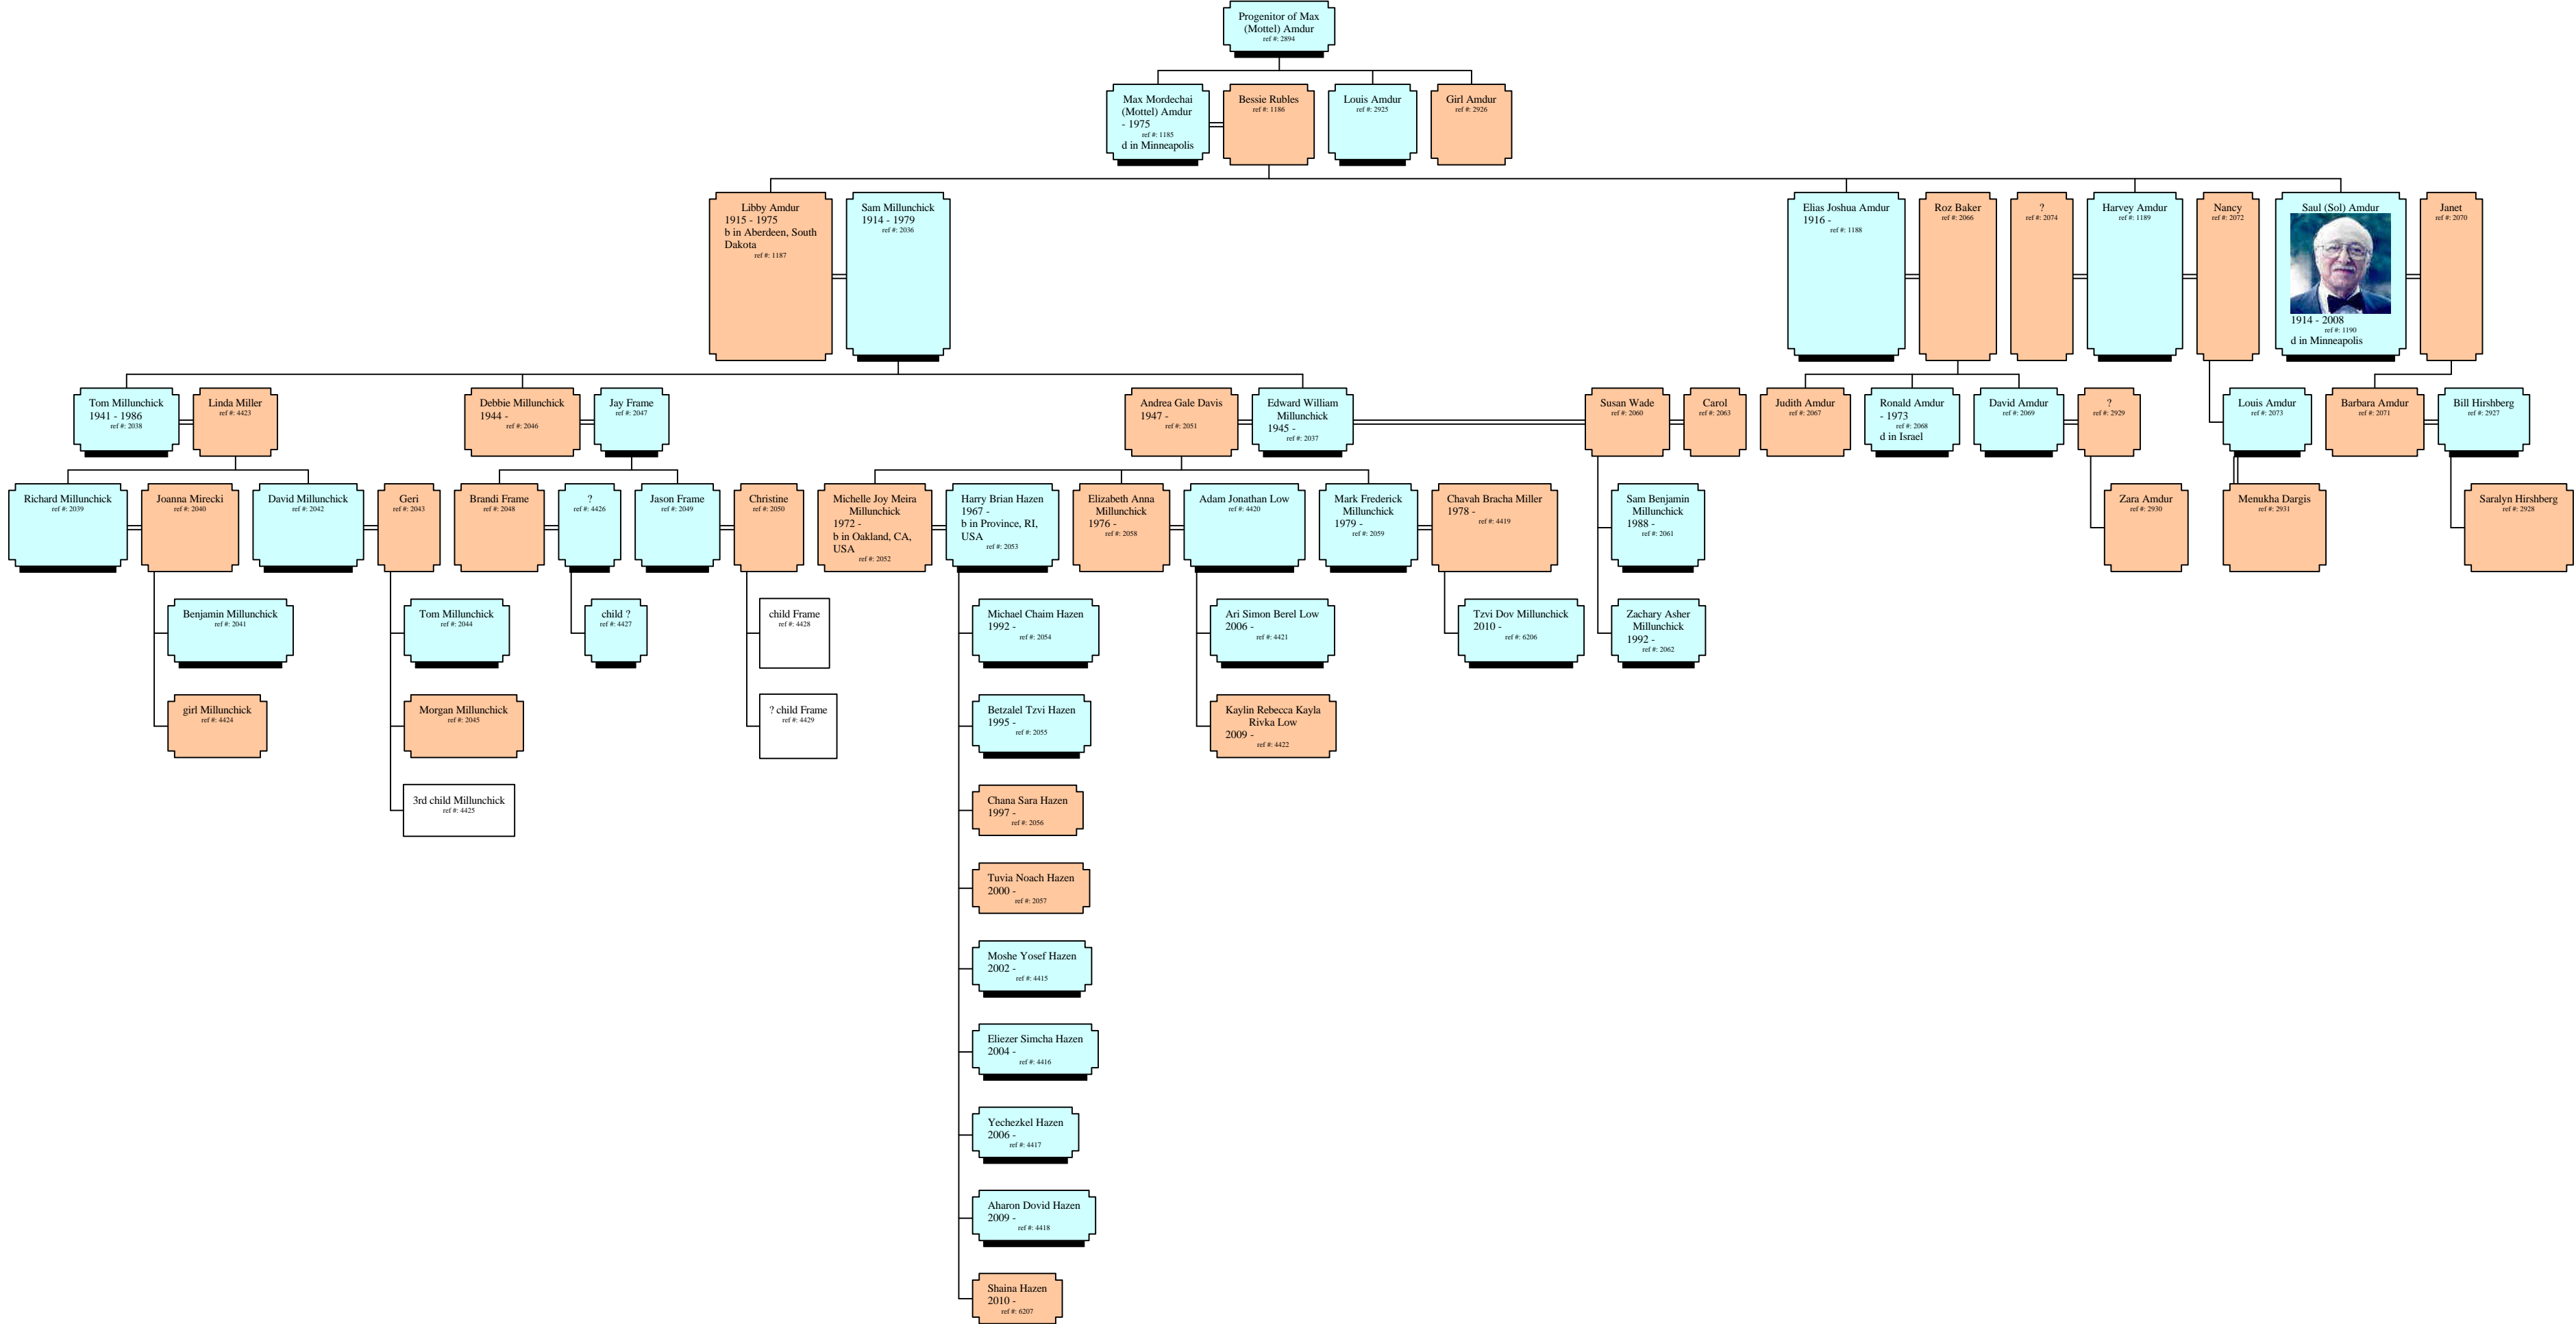 Progenitor of Max
(Mottel) Amdur
ref #: 2894
Max Mordechai
(Mottel) Amdur
- 1975
ref #: 1185
d in Minneapolis
Bessie Rubles
ref #: 1186
Louis Amdur
ref #: 2925
Girl Amdur
ref #: 2926
Libby Amdur
1915 - 1975
b in Aberdeen, South
Dakota
ref #: 1187
Sam Millunchick
1914 - 1979
ref #: 2036
Elias Joshua Amdur
1916 -
ref #: 1188
Roz Baker
ref #: 2066
?
ref #: 2074
Harvey Amdur
ref #: 1189
Nancy
ref #: 2072
Saul (Sol) Amdur
1914 - 2008
ref #: 1190
d in Minneapolis
Janet
ref #: 2070
Tom Millunchick
1941 - 1986
ref #: 2038
Linda Miller
ref #: 4423
Debbie Millunchick
1944 -
ref #: 2046
Jay Frame
ref #: 2047
Andrea Gale Davis
1947 -
ref #: 2051
Edward William
Millunchick
1945 -
ref #: 2037
Susan Wade
ref #: 2060
Carol
ref #: 2063
Judith Amdur
ref #: 2067
Ronald Amdur
- 1973
ref #: 2068
d in Israel
David Amdur
ref #: 2069
?
ref #: 2929
Louis Amdur
ref #: 2073
Barbara Amdur
ref #: 2071
Bill Hirshberg
ref #: 2927
Richard Millunchick
ref #: 2039
Joanna Mirecki
ref #: 2040
David Millunchick
ref #: 2042
Geri
ref #: 2043
Brandi Frame
ref #: 2048
?
ref #: 4426
Jason Frame
ref #: 2049
Christine
ref #: 2050
Michelle Joy Meira
Millunchick
1972 -
b in Oakland, CA,
USA
ref #: 2052
Harry Brian Hazen
1967 -
b in Province, RI,
USA
ref #: 2053
Elizabeth Anna
Millunchick
1976 -
ref #: 2058
Adam Jonathan Low
ref #: 4420
Mark Frederick
Millunchick
1979 -
ref #: 2059
Chavah Bracha Miller
1978 -
ref #: 4419
Sam Benjamin
Millunchick
1988 -
ref #: 2061
Zara Amdur
ref #: 2930
Menukha Dargis
ref #: 2931
Saralyn Hirshberg
ref #: 2928
Benjamin Millunchick
ref #: 2041
Tom Millunchick
ref #: 2044
child ?
ref #: 4427
child Frame
ref #: 4428
Michael Chaim Hazen
1992 -
ref #: 2054
Ari Simon Berel Low
2006 -
ref #: 4421
Tzvi Dov Millunchick
2010 -
ref #: 6206
Zachary Asher
Millunchick
1992 -
ref #: 2062
girl Millunchick
ref #: 4424
Morgan Millunchick
ref #: 2045
? child Frame
ref #: 4429
Betzalel Tzvi Hazen
1995 -
ref #: 2055
Kaylin Rebecca Kayla
Rivka Low
2009 -
ref #: 4422
3rd child Millunchick
ref #: 4425
Chana Sara Hazen
1997 -
ref #: 2056
Tuvia Noach Hazen
2000 -
ref #: 2057
Moshe Yosef Hazen
2002 -
ref #: 4415
Eliezer Simcha Hazen
2004 -
ref #: 4416
Yechezkel Hazen
2006 -
ref #: 4417
Aharon Dovid Hazen
2009 -
ref #: 4418
Shaina Hazen
2010 -
ref #: 6207